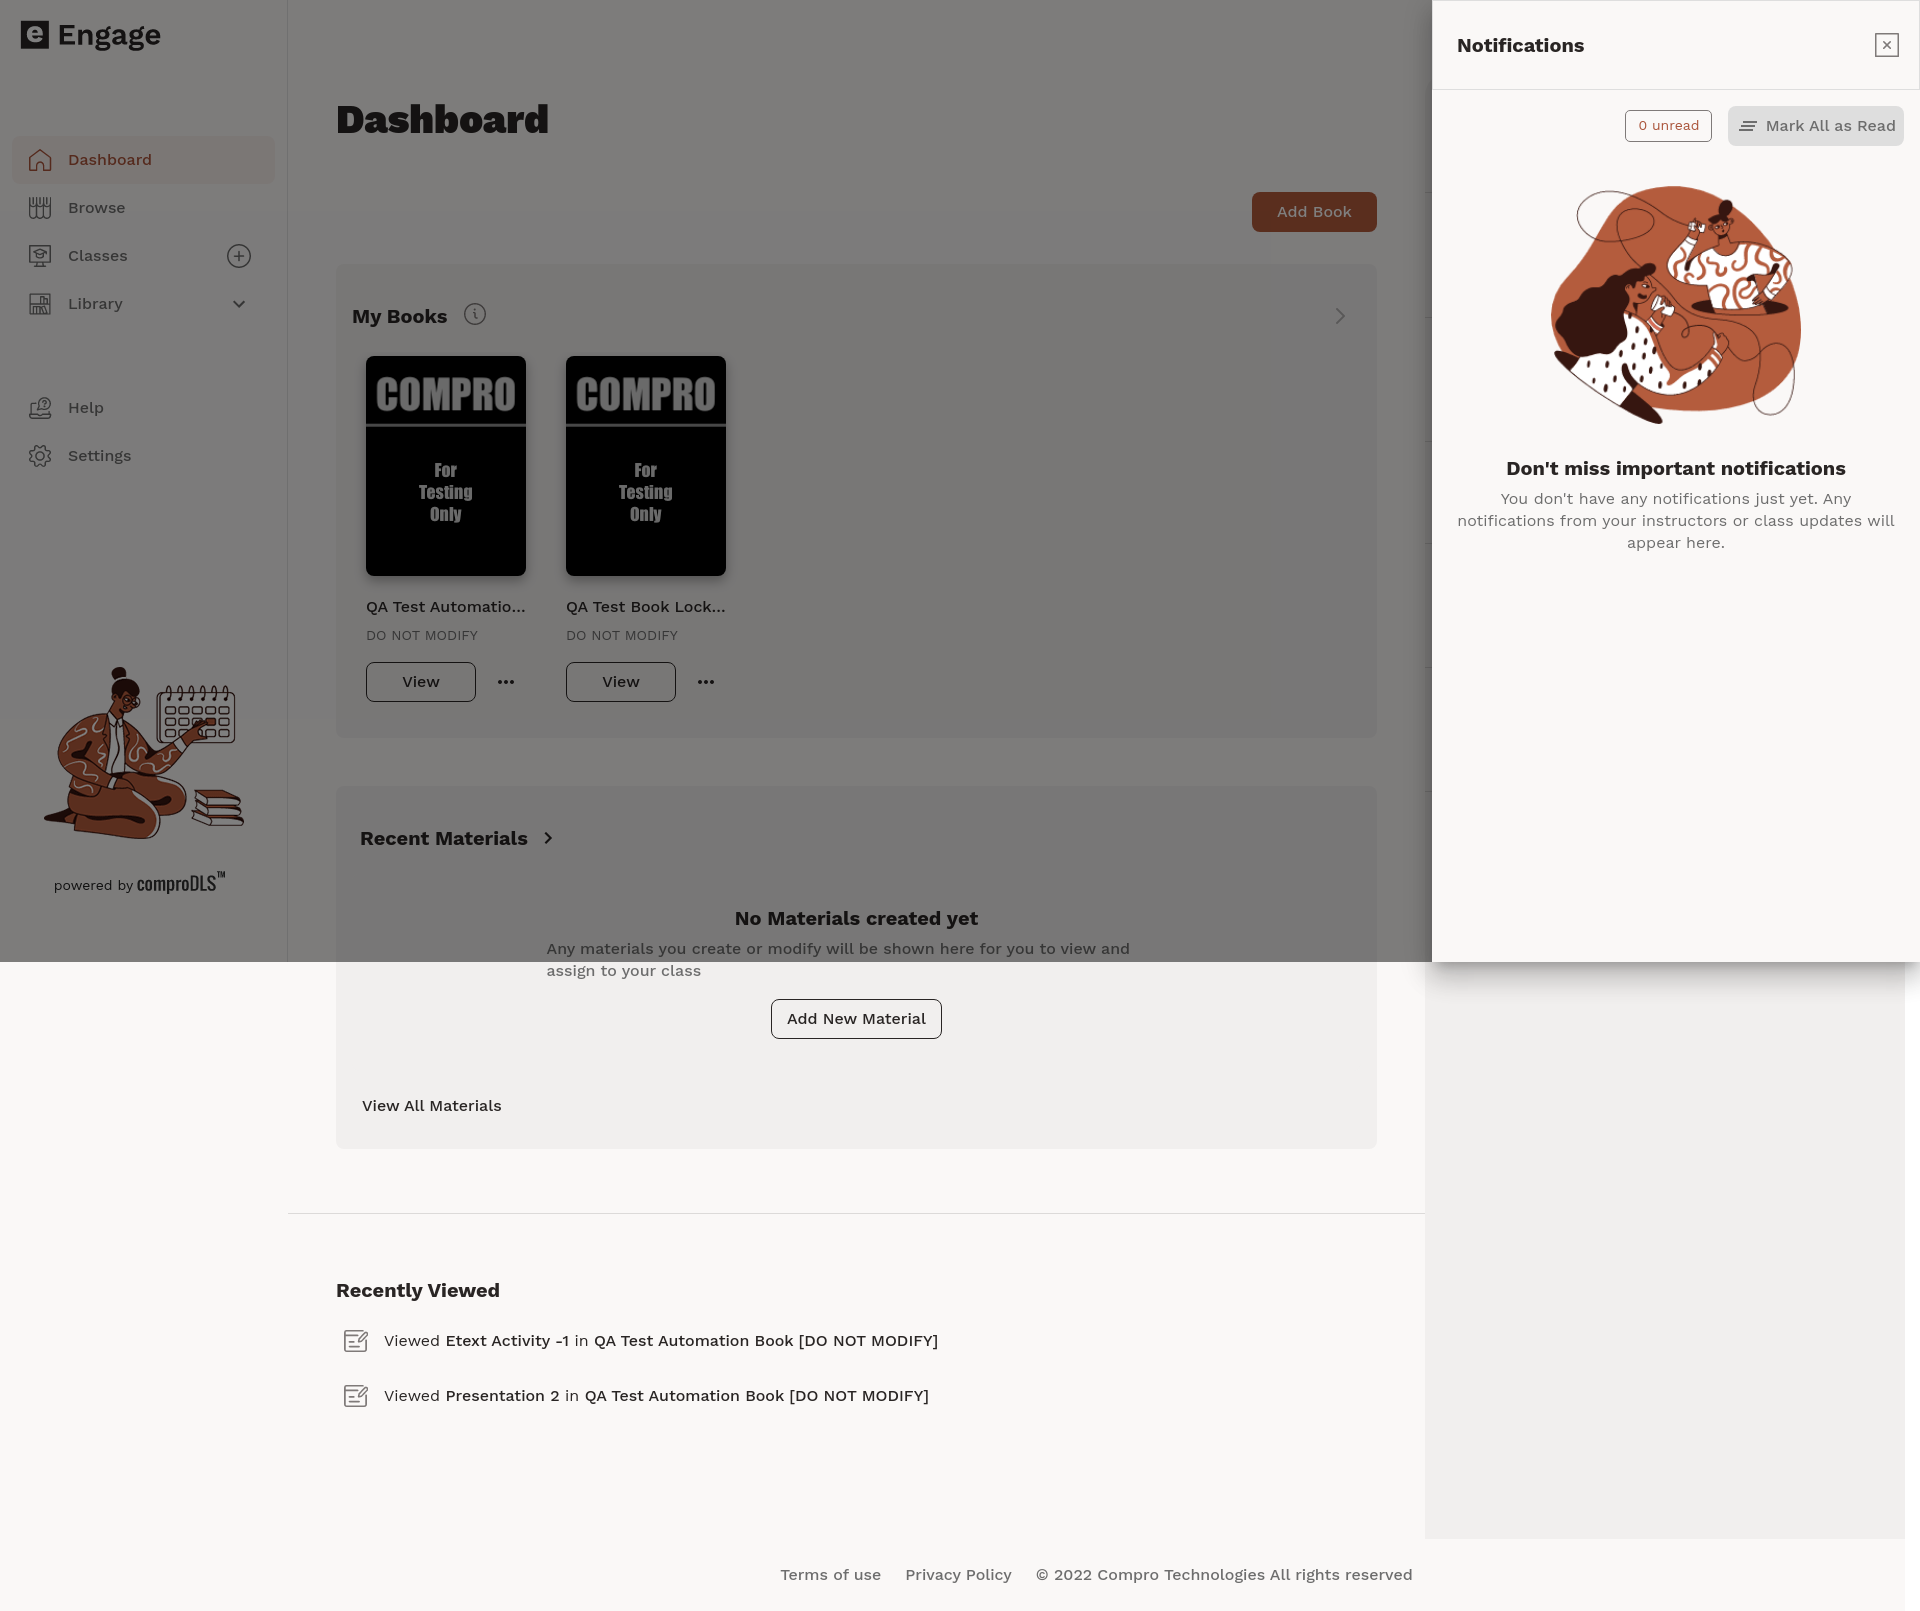 e Engage
Dashboard
Browse
Classes
Library
Help
Settings
powered by comproDLS™
Dashboard
Add Book
My Books
COMPRO
For
Testing
Only
QA Test Automatio...
DO NOT MODIFY
View
COMPRO
For
Testing
Only
QA Test Book Lock...
DO NOT MODIFY
View
Recent Materials
No Materials created yet
Any materials you create or modify will be shown here for you to view and
assign to your class
Add New Material
View All Materials
Recently Viewed
Viewed Etext Activity -1 in QA Test Automation Book [DO NOT MODIFY]
Viewed Presentation 2 in QA Test Automation Book [DO NOT MODIFY]
Notifications
0 unread
Mark All as Read
Don't miss important notifications
You don't have any notifications just yet. Any
notifications from your instructors or class updates will
appear here.
Terms of use
Privacy Policy
© 2022 Compro Technologies All rights reserved